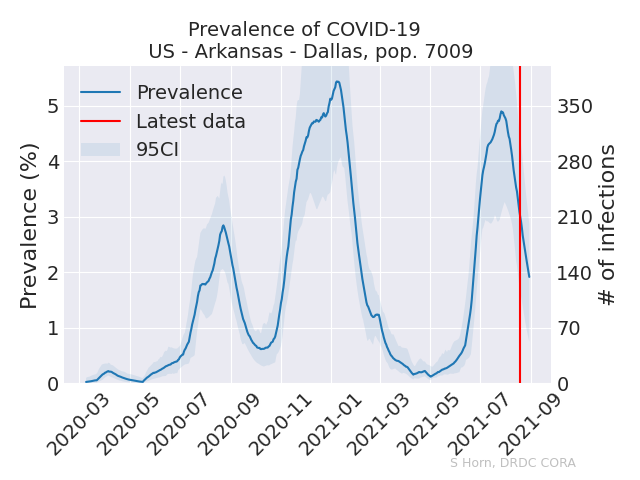 Prevalence of COVID-19
US - Arkansas - Dallas, pop. 7009
Prevalence
Latest data
95CI
Prevalence (%)
5
4
3
2
1
0
# of infections
350
280
210
140
70
0
2020-03
2020-05
2020-07
2020-09
2020-11
2021-01
2021-03
2021-05
2021-07
2021-09
S Horn, DRDC CORA